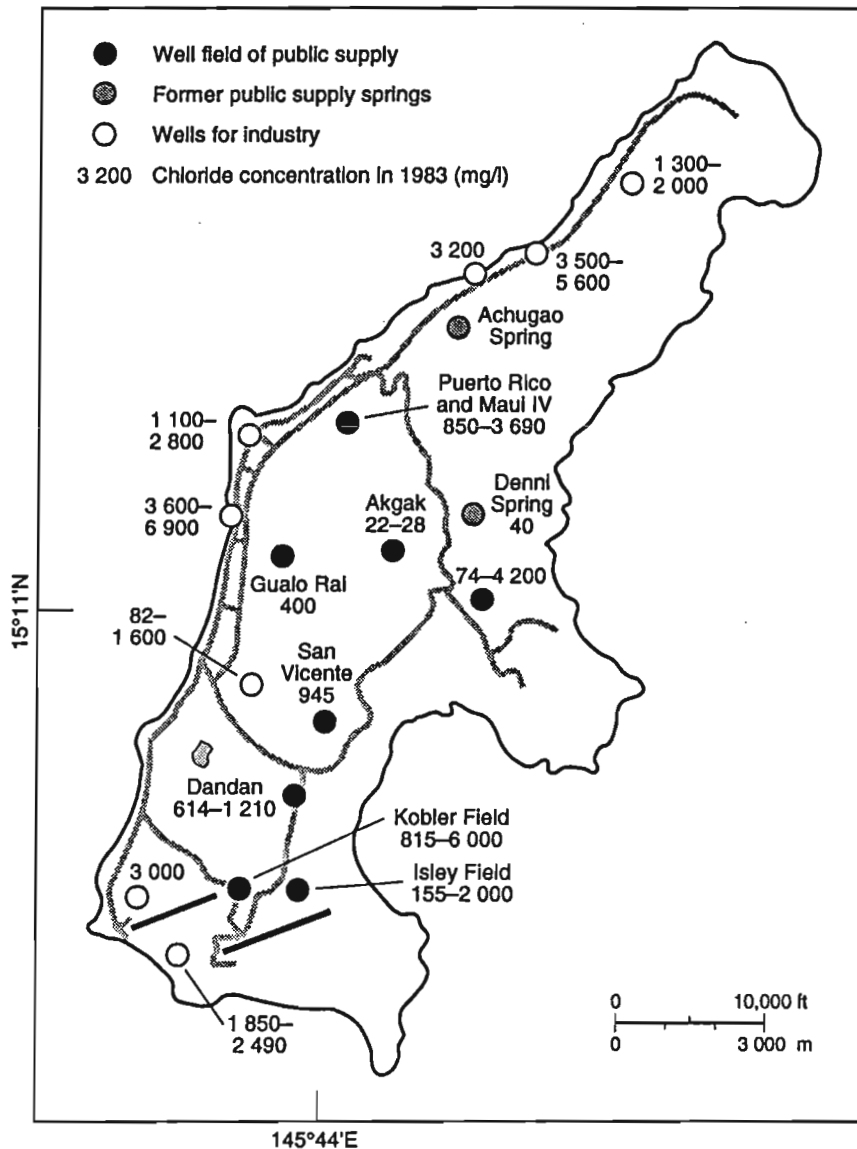 Well field of public supply
Former public supply springs
Wells for industry
3 200 Chloride concentration in 1983 (mg/l)
1 300–
2 000
3 200
3 500–
5 600
Achugao
Spring
Puerto Rico
and Maui IV
850–3 690
1 100–
2 800
Denni
Spring
40
3 600–
6 900
Akgak
22–28
74–4 200
Gualo Rai
400
15°11'N
82–
1 600
San
Vicente
945
Dandan
614–1 210
Kobler Field
815–6 000
Isley Field
155–2 000
3 000
1 850–
2 490
0 10,000 ft
0 3 000 m
145°44'E